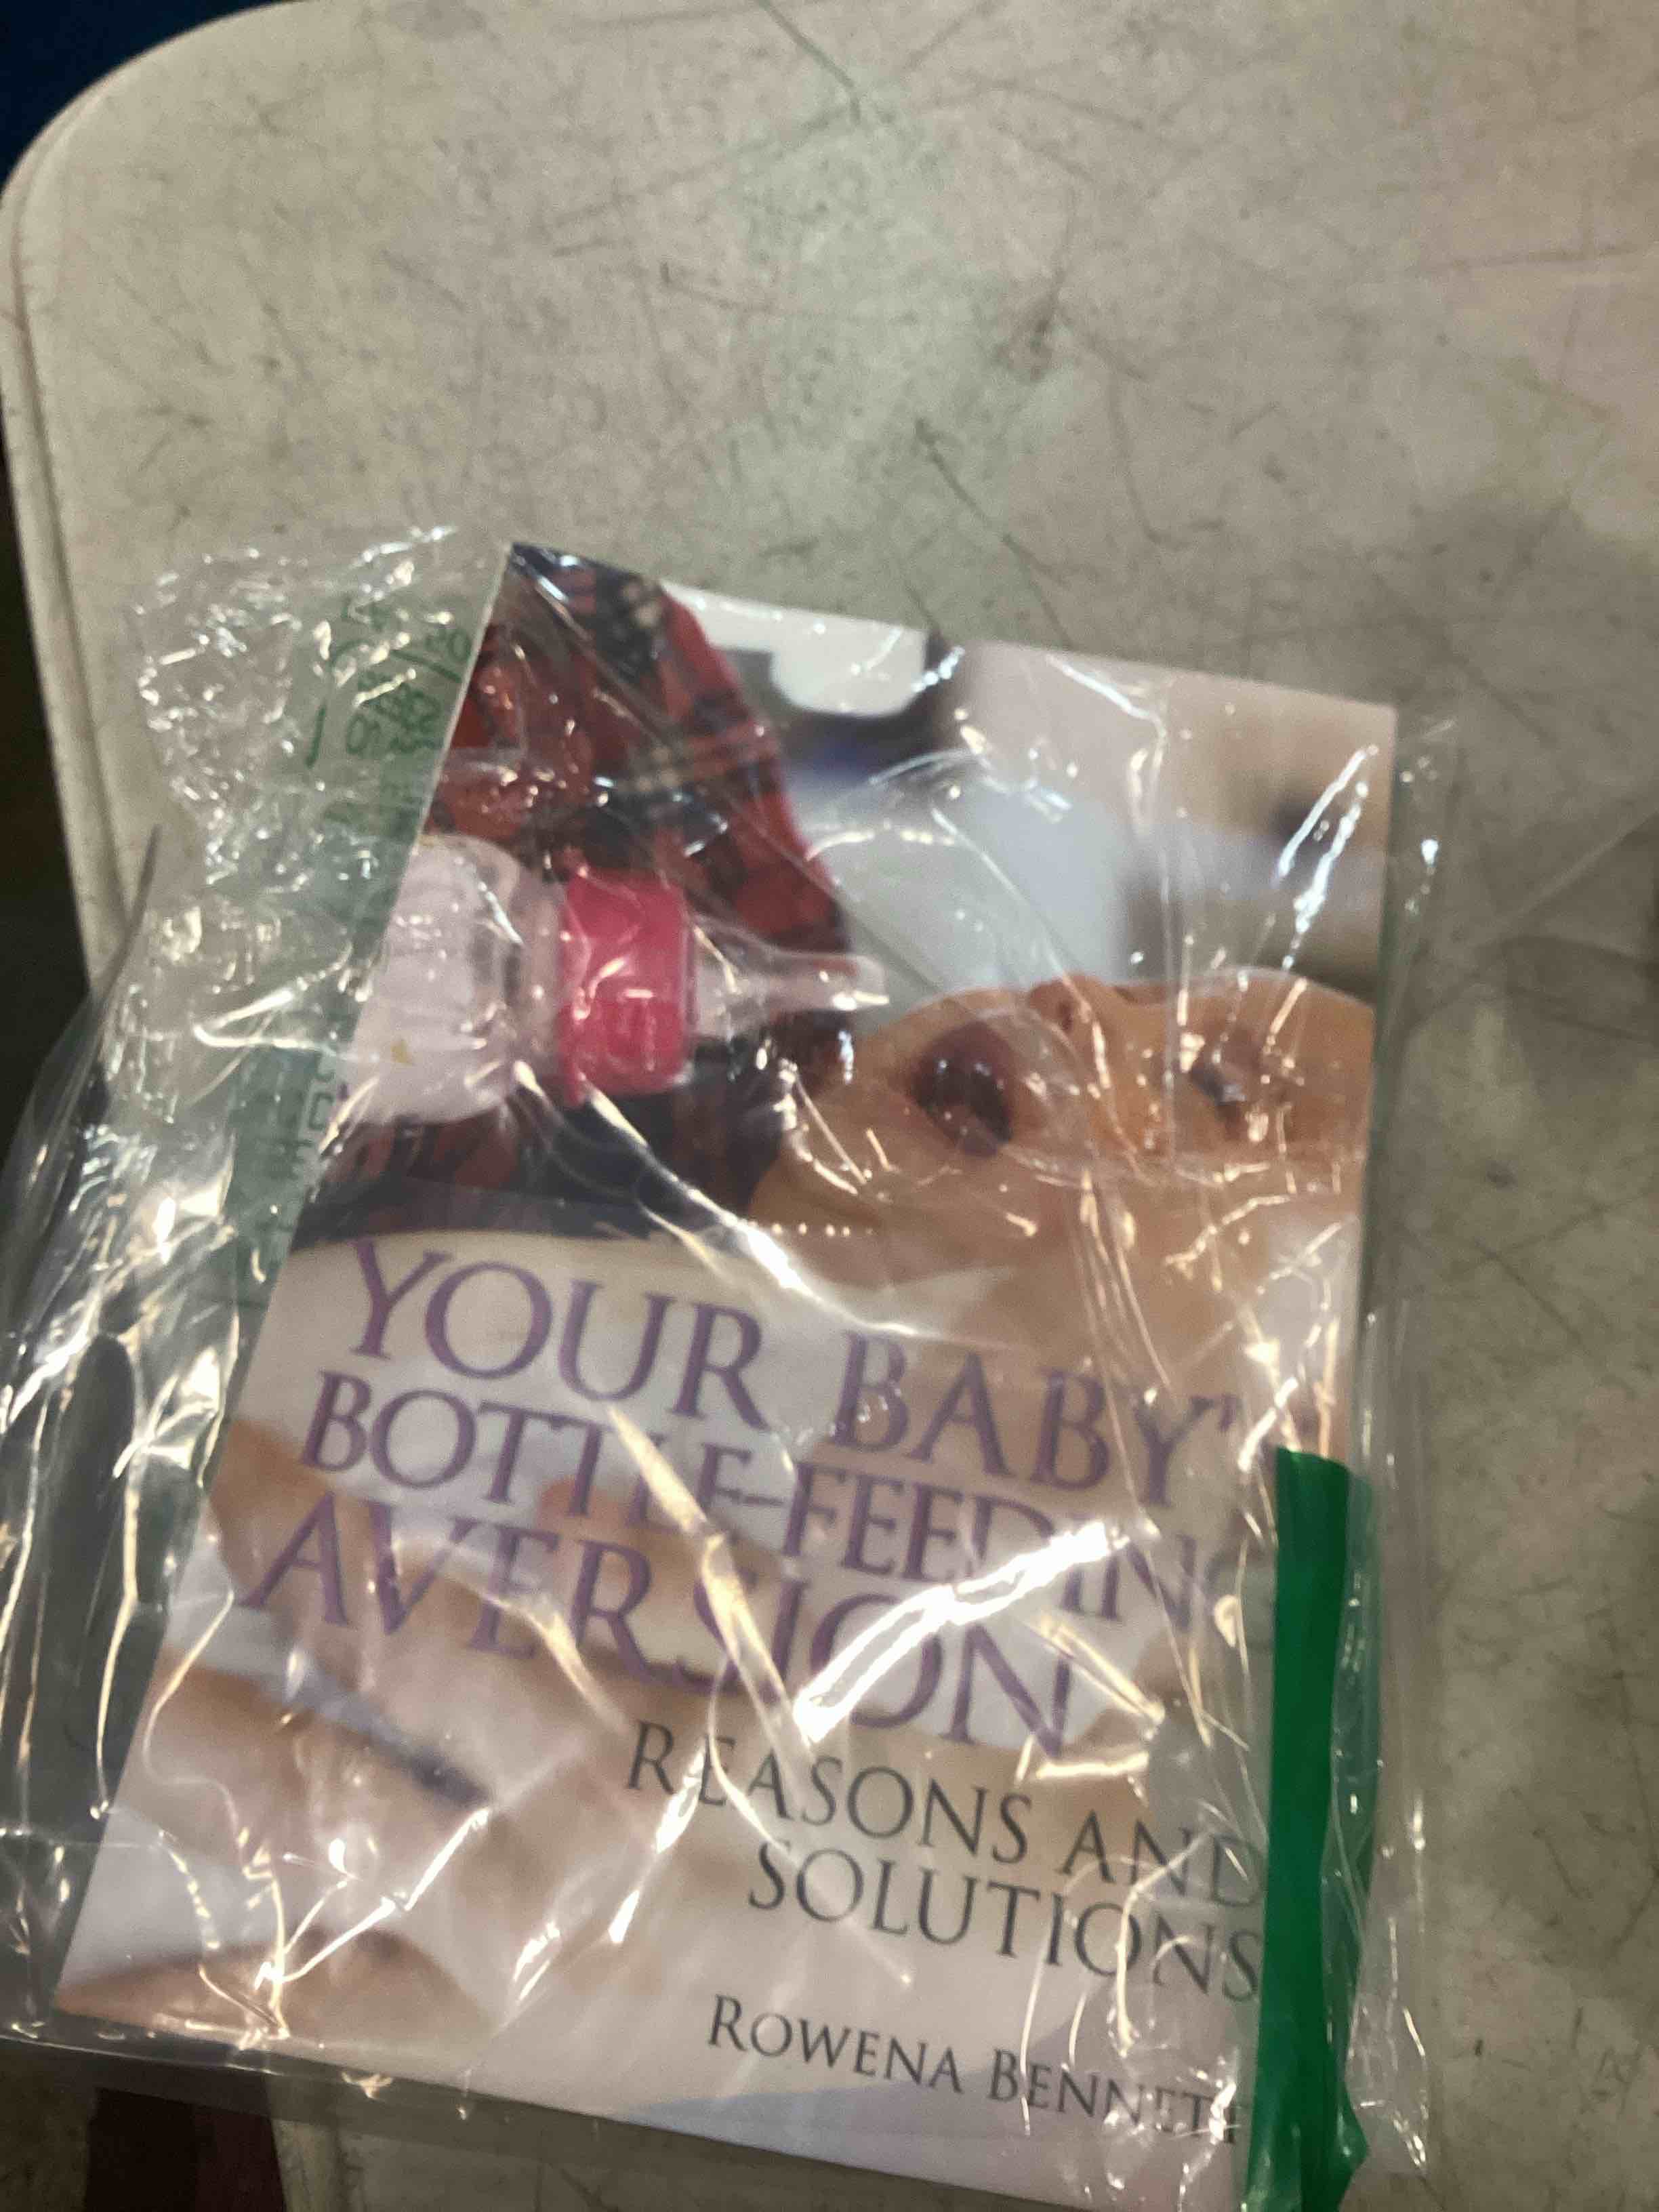 YOUR BABY'
BOTTLE-FEEDING
AVERSION
REASONS AND
SOLUTIONS
ROWENA BENNETT